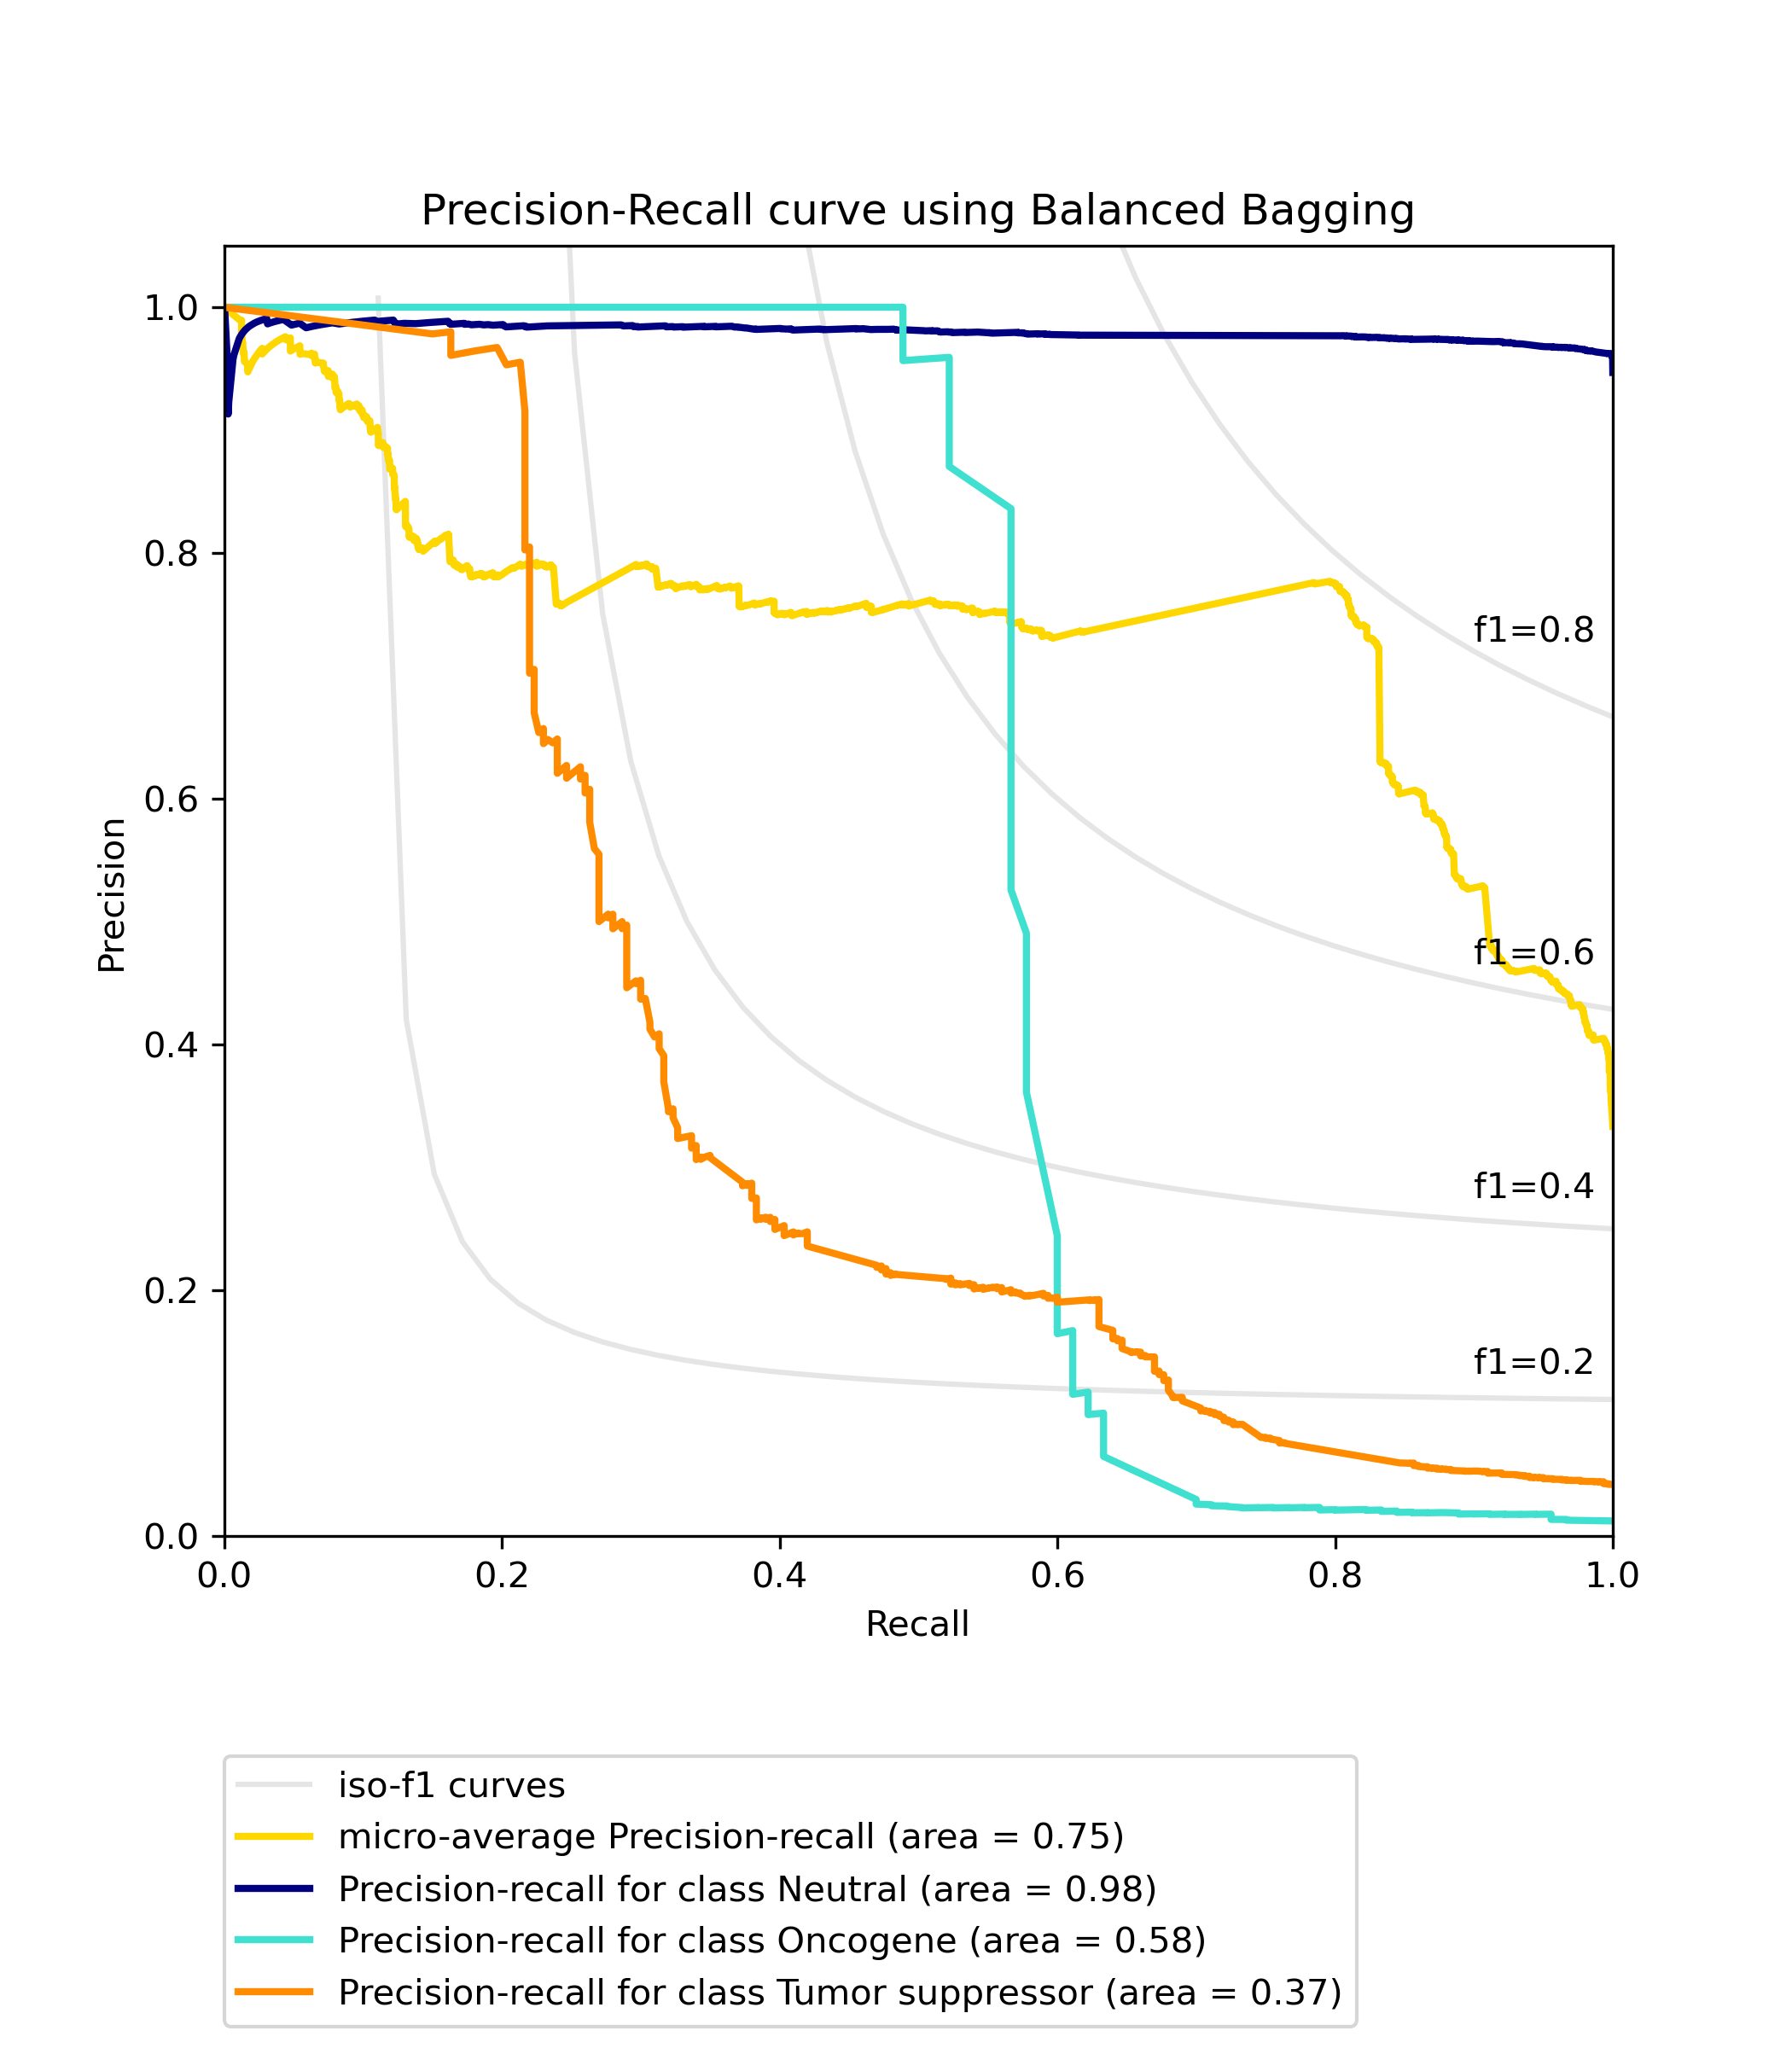 Precision-Recall curve using Balanced Bagging
1.0
0.8
0.6
0.4
0.2
0.0
Precision
f1=0.8
f1=0.6
f1=0.4
f1=0.2
0.0 0.2 0.4 0.6 0.8 1.0
Recall
iso-f1 curves
micro-average Precision-recall (area = 0.75)
Precision-recall for class Neutral (area = 0.98)
Precision-recall for class Oncogene (area = 0.58)
Precision-recall for class Tumor suppressor (area = 0.37)